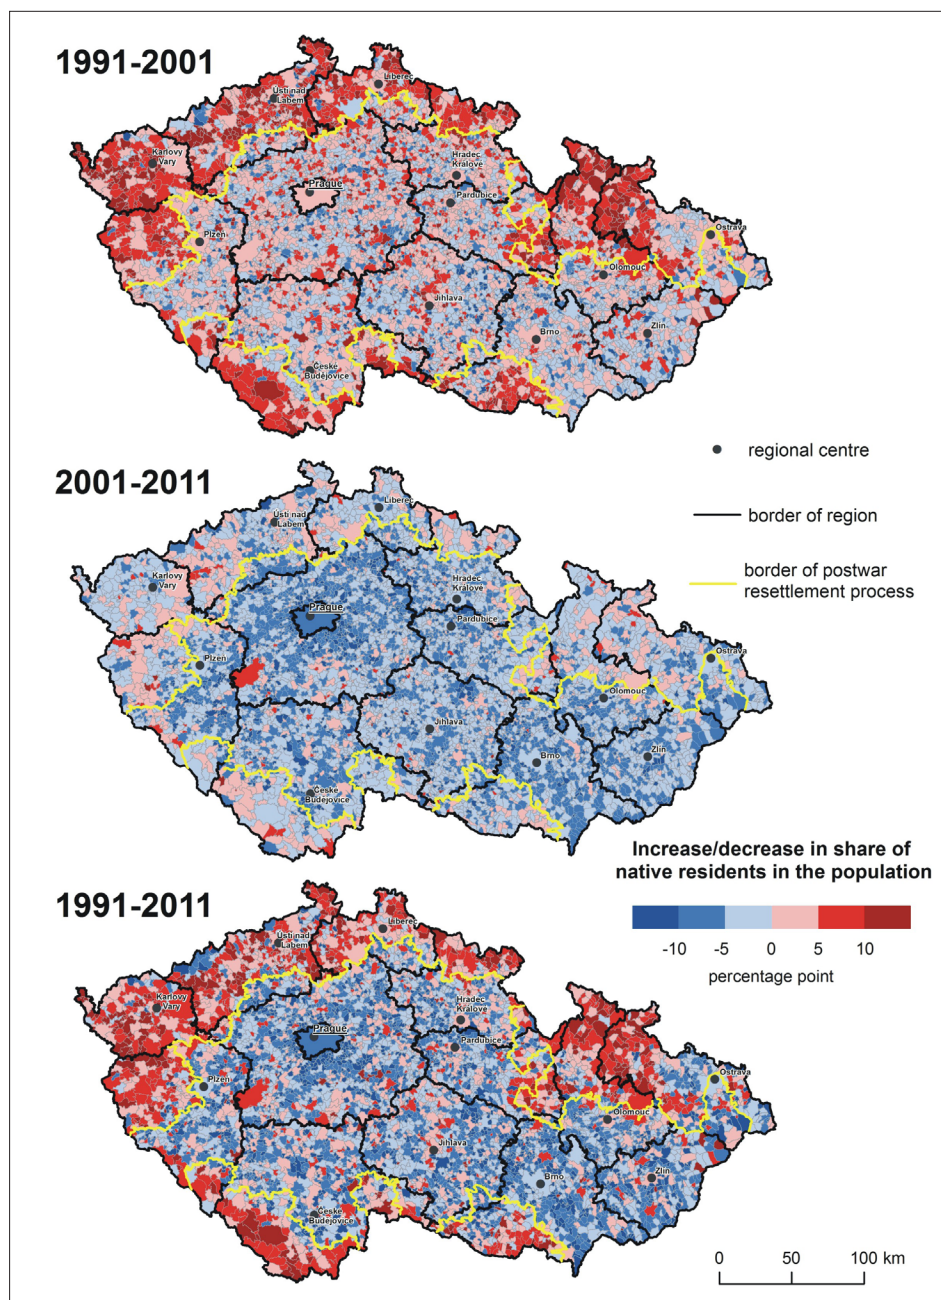 1991-2001
Liberec
Ústí nad
Labem
Karlovy
Vary
Hradec
Králové
Prague
Pardubice
Plzeň
Ostrava
Olomouc
Jihlava
Brno
Zlín
České
Budějovice
regional centre
2001-2011
Liberec
Ústí nad
Labem
border of region
Karlovy
Vary
Hradec
Králové
border of postwar
resettlement process
Prague
Pardubice
Plzeň
Ostrava
Olomouc
Jihlava
Brno
Zlín
České
Budějovice
Increase/decrease in share of
native residents in the population
-10 -5 0 5 10
percentage point
1991-2011
Liberec
Ústí nad
Labem
Karlovy
Vary
Hradec
Králové
Prague
Pardubice
Plzeň
Ostrava
Olomouc
Jihlava
Brno
Zlín
České
Budějovice
0 50 100 km